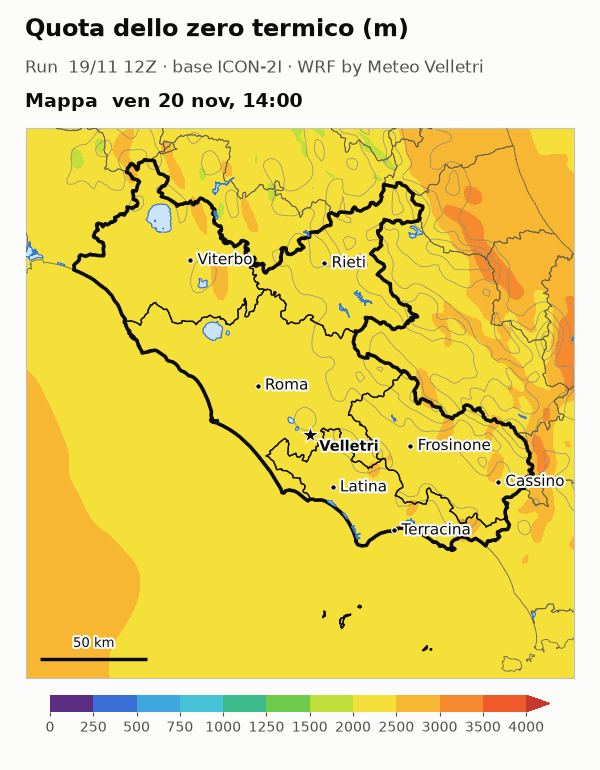 Quota dello zero termico (m)
Run  19/11 12Z · base ICON-2I · WRF by Meteo Velletri
Mappa  ven 20 nov, 14:00
Viterbo
Rieti
Roma
Velletri
Frosinone
Cassino
Latina
Terracina
50 km
0 250 500 750 1000 1250 1500 2000 2500 3000 3500 4000